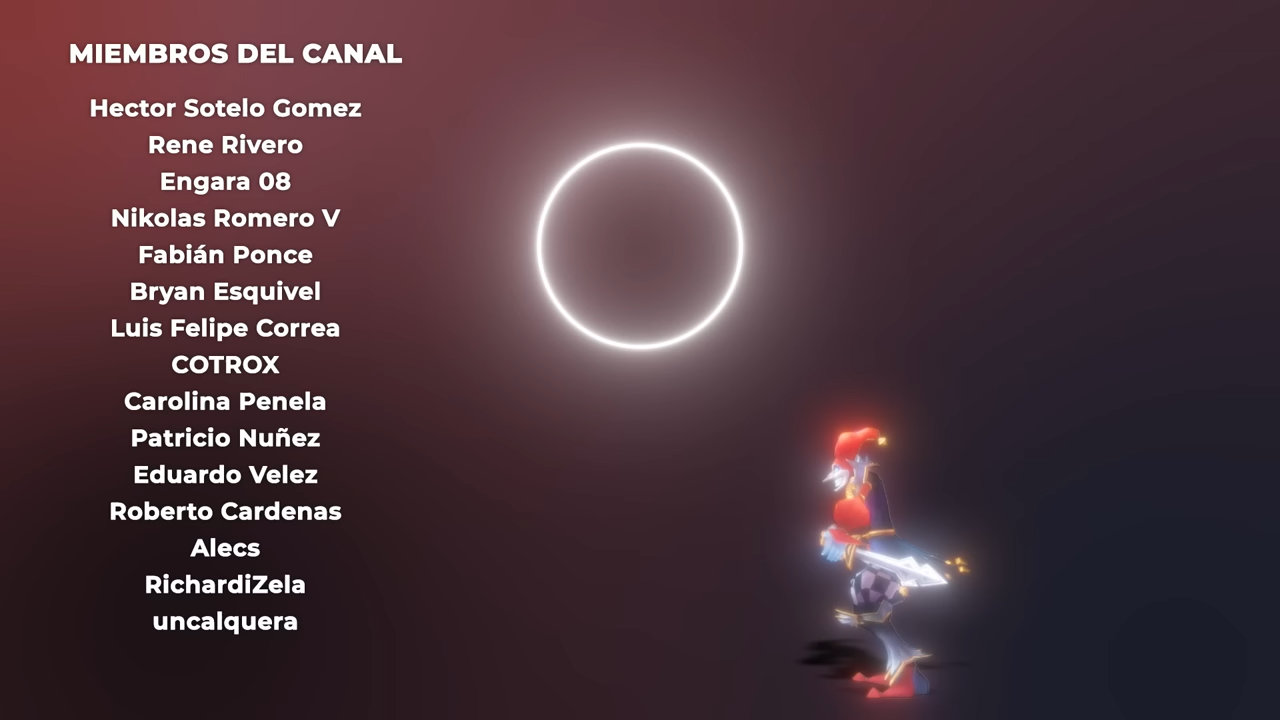 MIEMBROS DEL CANAL
Hector Sotelo Gomez
Rene Rivero
Engara 08
Nikolas Romero V
Fabián Ponce
Bryan Esquivel
Luis Felipe Correa
COTROX
Carolina Penela
Patricio Nuñez
Eduardo Velez
Roberto Cardenas
Alecs
RichardiZela
uncalquera